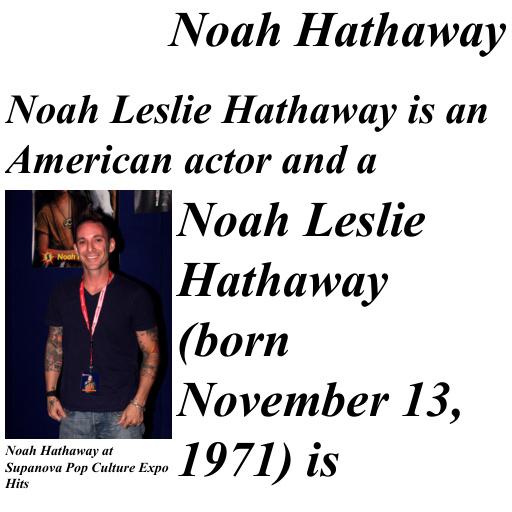 Noah Hathaway
Noah Leslie Hathaway is an
American actor and a
Noah Leslie
Hathaway
(born
November 13,
1971) is
Noah Hathaway at
Supanova Pop Culture Expo
Hits